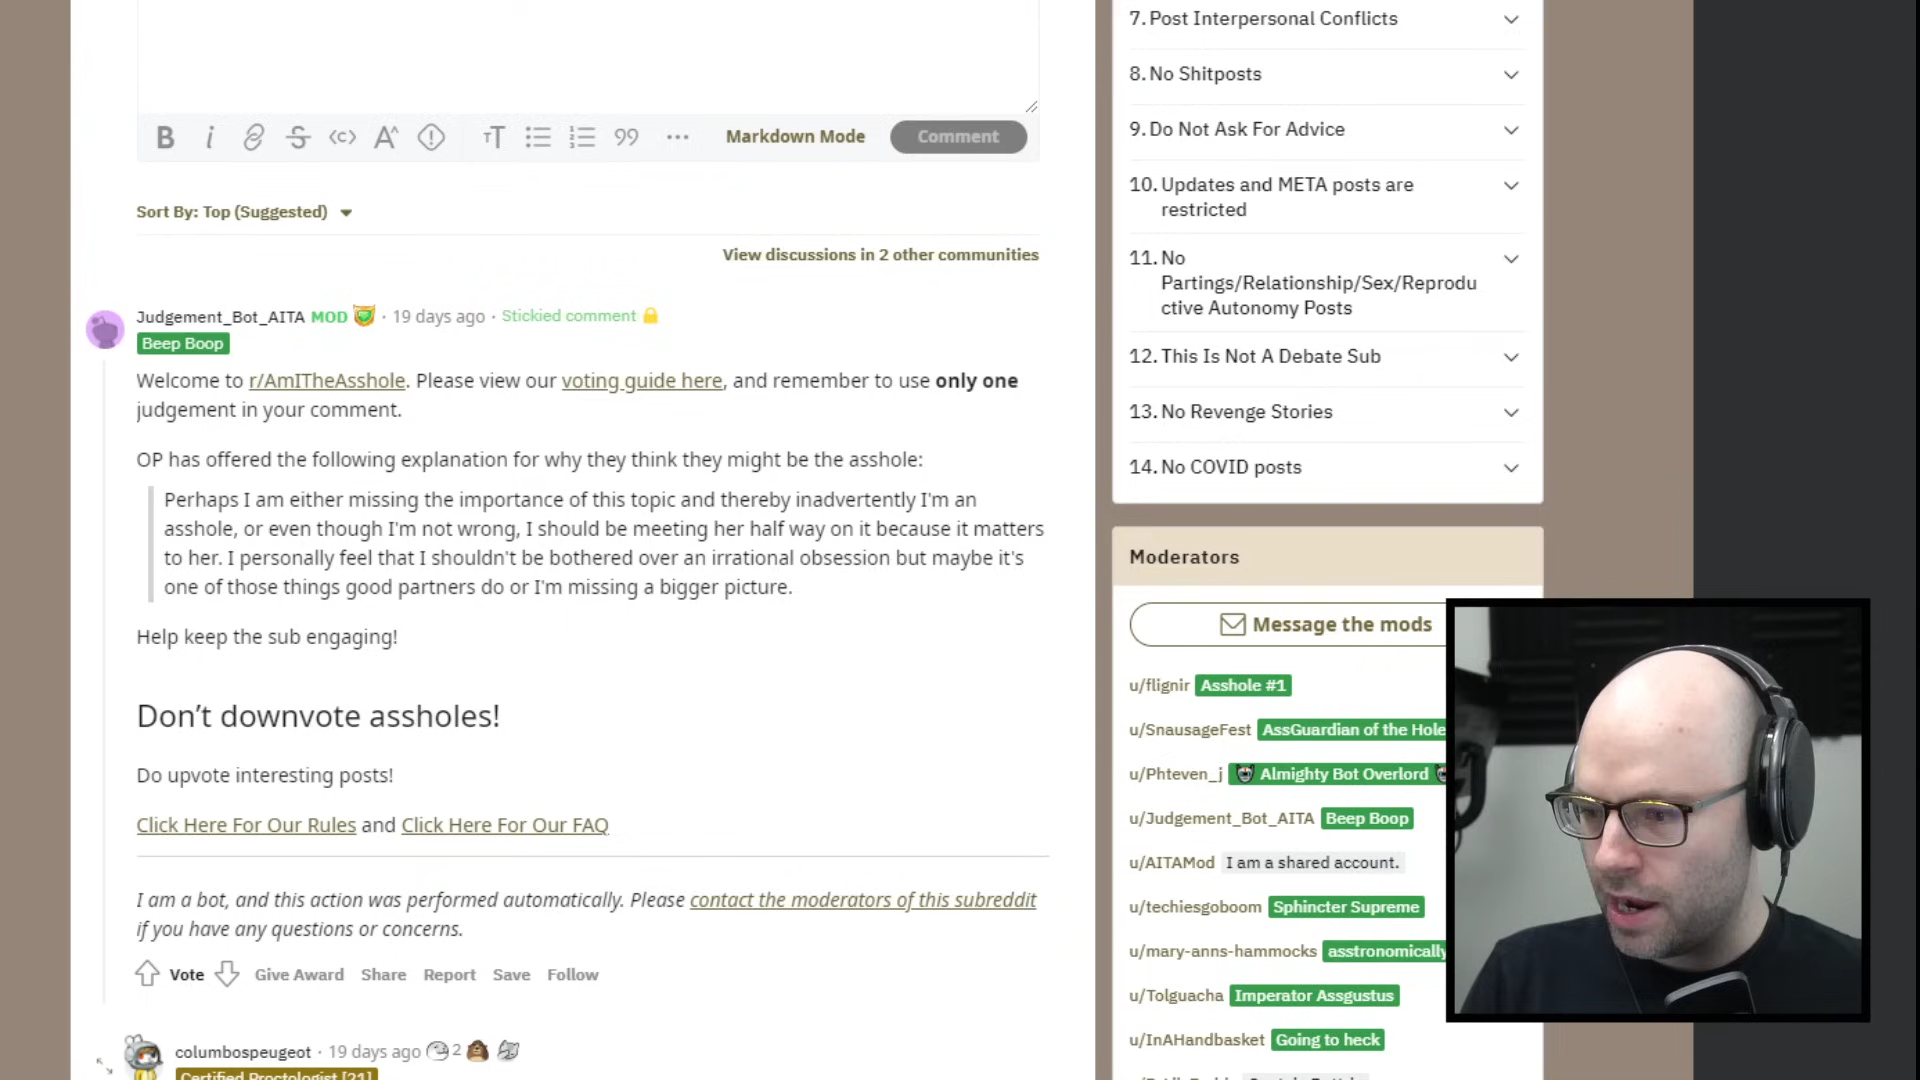 B i <c> A^ TT 99 ... Markdown Mode Comment
Sort By: Top (Suggested)
View discussions in 2 other communities
Judgement_Bot_AITA MOD · 19 days ago · Stickied comment
Beep Boop
Welcome to r/AmITheAsshole. Please view our voting guide here, and remember to use only one
judgement in your comment.
OP has offered the following explanation for why they think they might be the asshole:
Perhaps I am either missing the importance of this topic and thereby inadvertently I'm an
asshole, or even though I'm not wrong, I should be meeting her half way on it because it matters
to her. I personally feel that I shouldn't be bothered over an irrational obsession but maybe it's
one of those things good partners do or I'm missing a bigger picture.
Help keep the sub engaging!
Don’t downvote assholes!
Do upvote interesting posts!
Click Here For Our Rules and Click Here For Our FAQ
I am a bot, and this action was performed automatically. Please contact the moderators of this subreddit
if you have any questions or concerns.
Vote Give Award Share Report Save Follow
columbospeugeot · 19 days ago 2
Certified Proctologist [21]
7. Post Interpersonal Conflicts
8. No Shitposts
9. Do Not Ask For Advice
10. Updates and META posts are
restricted
11. No
Partings/Relationship/Sex/Reprodu
ctive Autonomy Posts
12. This Is Not A Debate Sub
13. No Revenge Stories
14. No COVID posts
Moderators
Message the mods
u/flignir Asshole #1
u/SnausageFest AssGuardian of the Hole
u/Phteven_j Almighty Bot Overlord
u/Judgement_Bot_AITA Beep Boop
u/AITAMod I am a shared account.
u/techiesgoboom Sphincter Supreme
u/mary-anns-hammocks asstronomically
u/Tolguacha Imperator Assgustus
u/InAHandbasket Going to heck